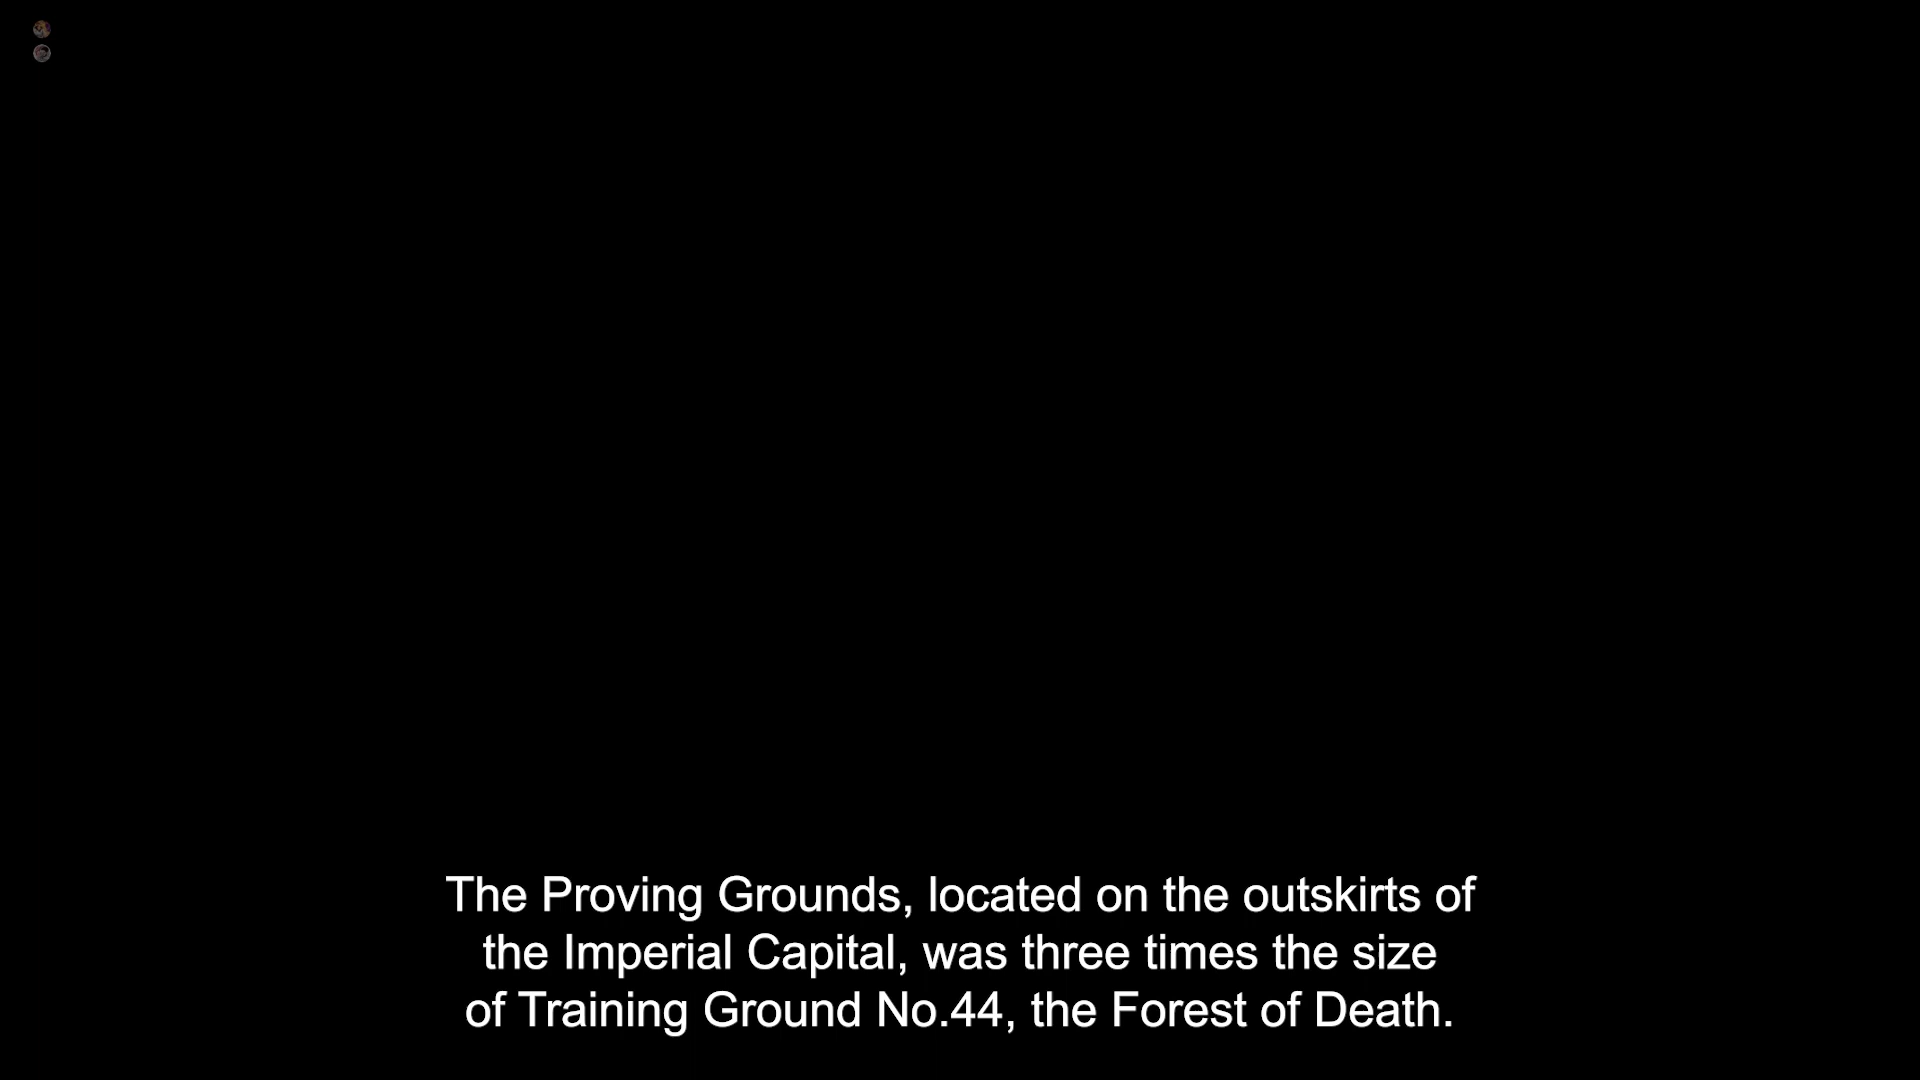 The Proving Grounds, located on the outskirts of
the Imperial Capital, was three times the size
of Training Ground No.44, the Forest of Death.